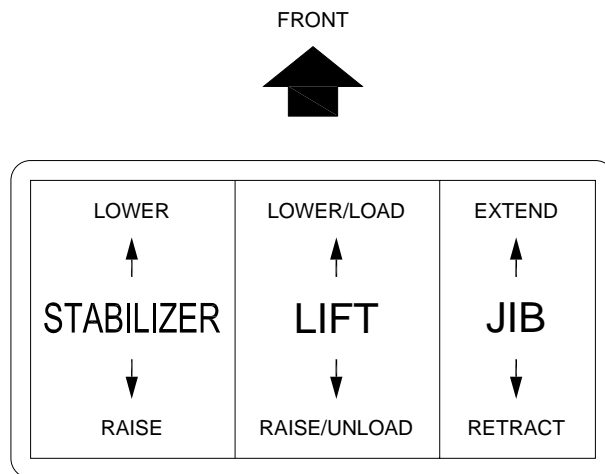 FRONT
LOWER LOWER/LOAD EXTEND
STABILIZER LIFT JIB
RAISE RAISE/UNLOAD RETRACT